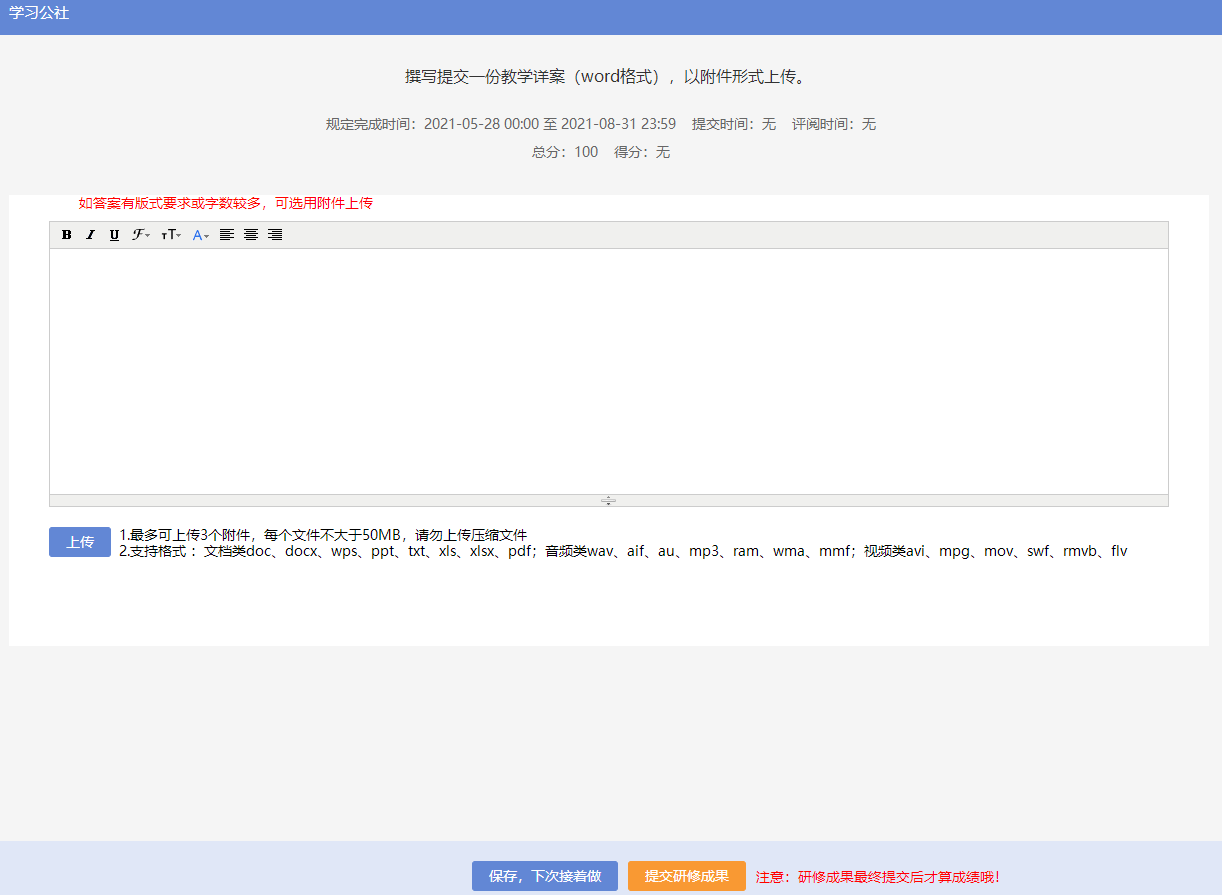 学习公社
撰写提交一份教学详案（word格式），以附件形式上传。
规定完成时间：2021-05-28 00:00 至 2021-08-31 23:59 提交时间：无 评阅时间：无
总分：100 得分：无
如答案有版式要求或字数较多，可选用附件上传
B I U ℱ TT A
上传
1.最多可上传3个附件，每个文件不大于50MB，请勿上传压缩文件
2.支持格式 ：文档类doc、docx、wps、ppt、txt、xls、xlsx、pdf；音频类wav、aif、au、mp3、ram、wma、mmf；视频类avi、mpg、mov、swf、rmvb、flv
保存，下次接着做 提交研修成果 注意：研修成果最终提交后才算成绩哦!